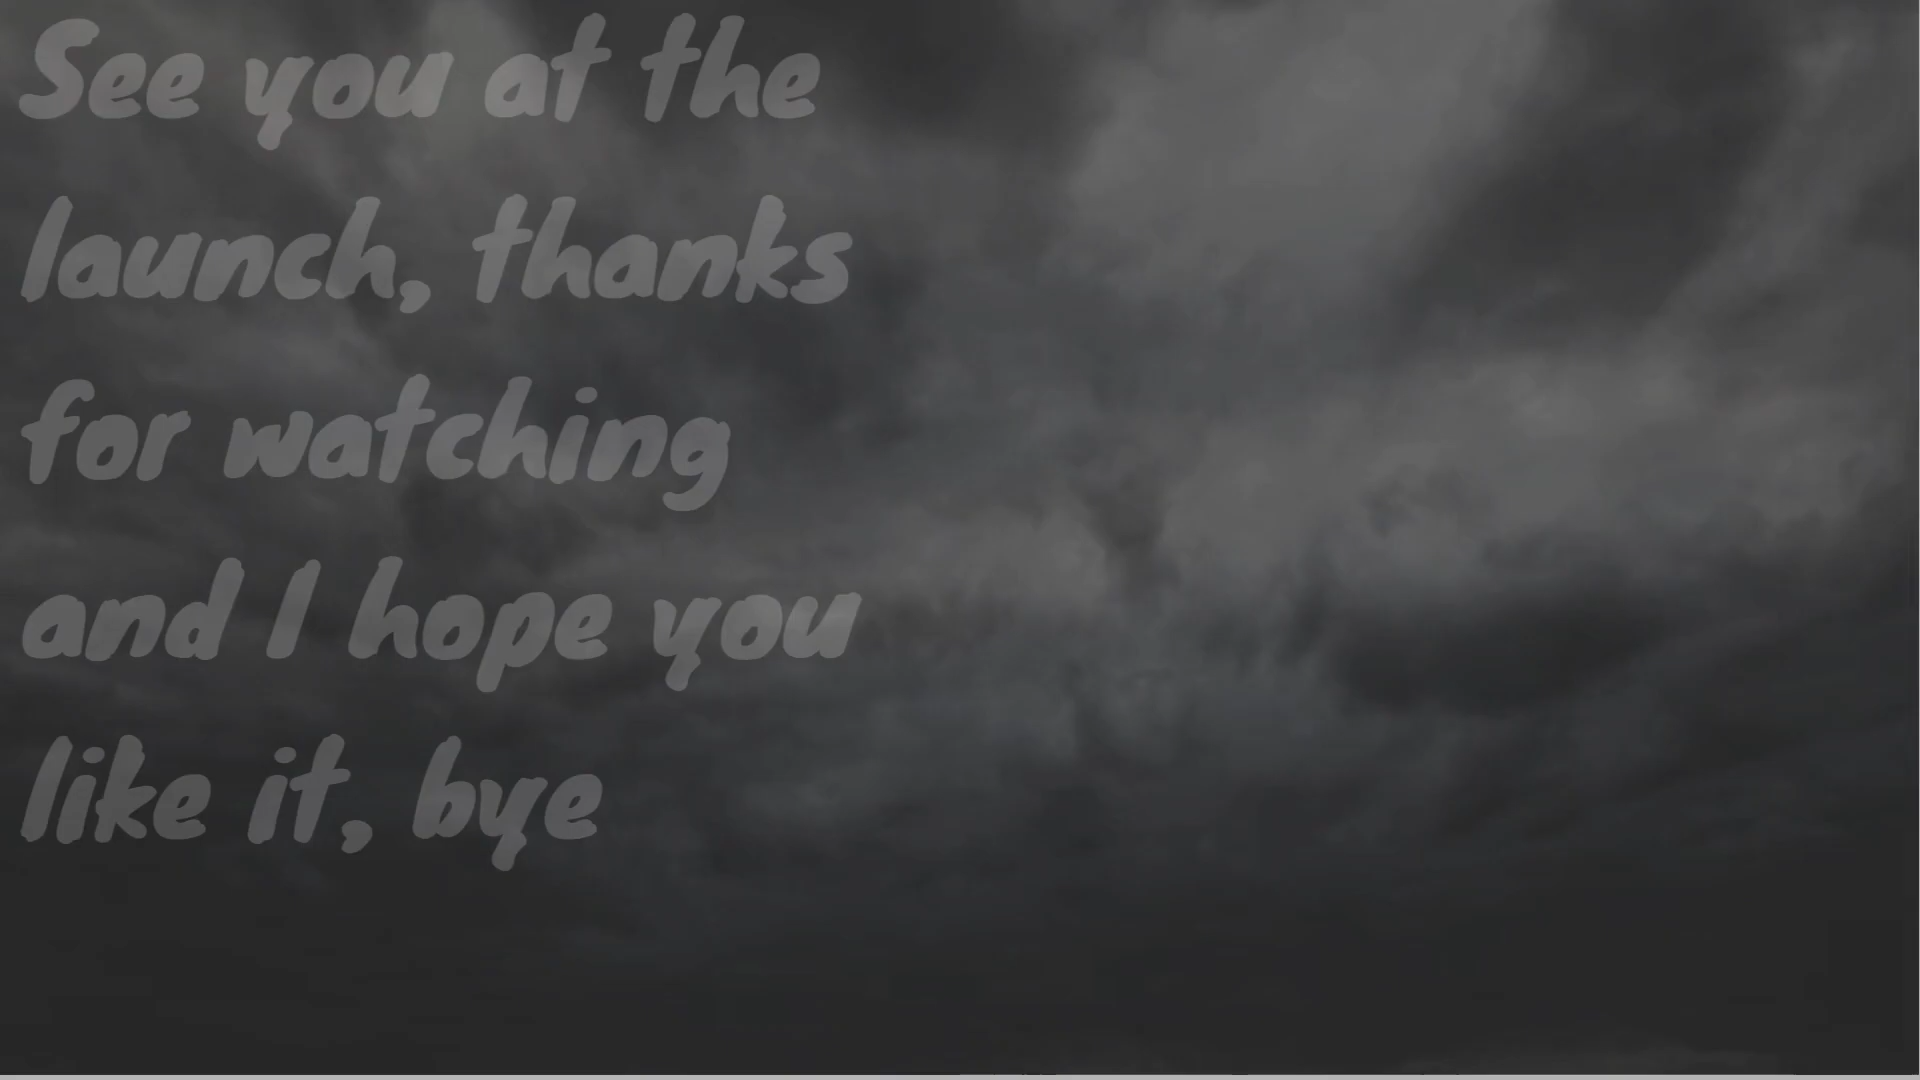 See you at the
launch, thanks
for watching
and I hope you
like it, bye